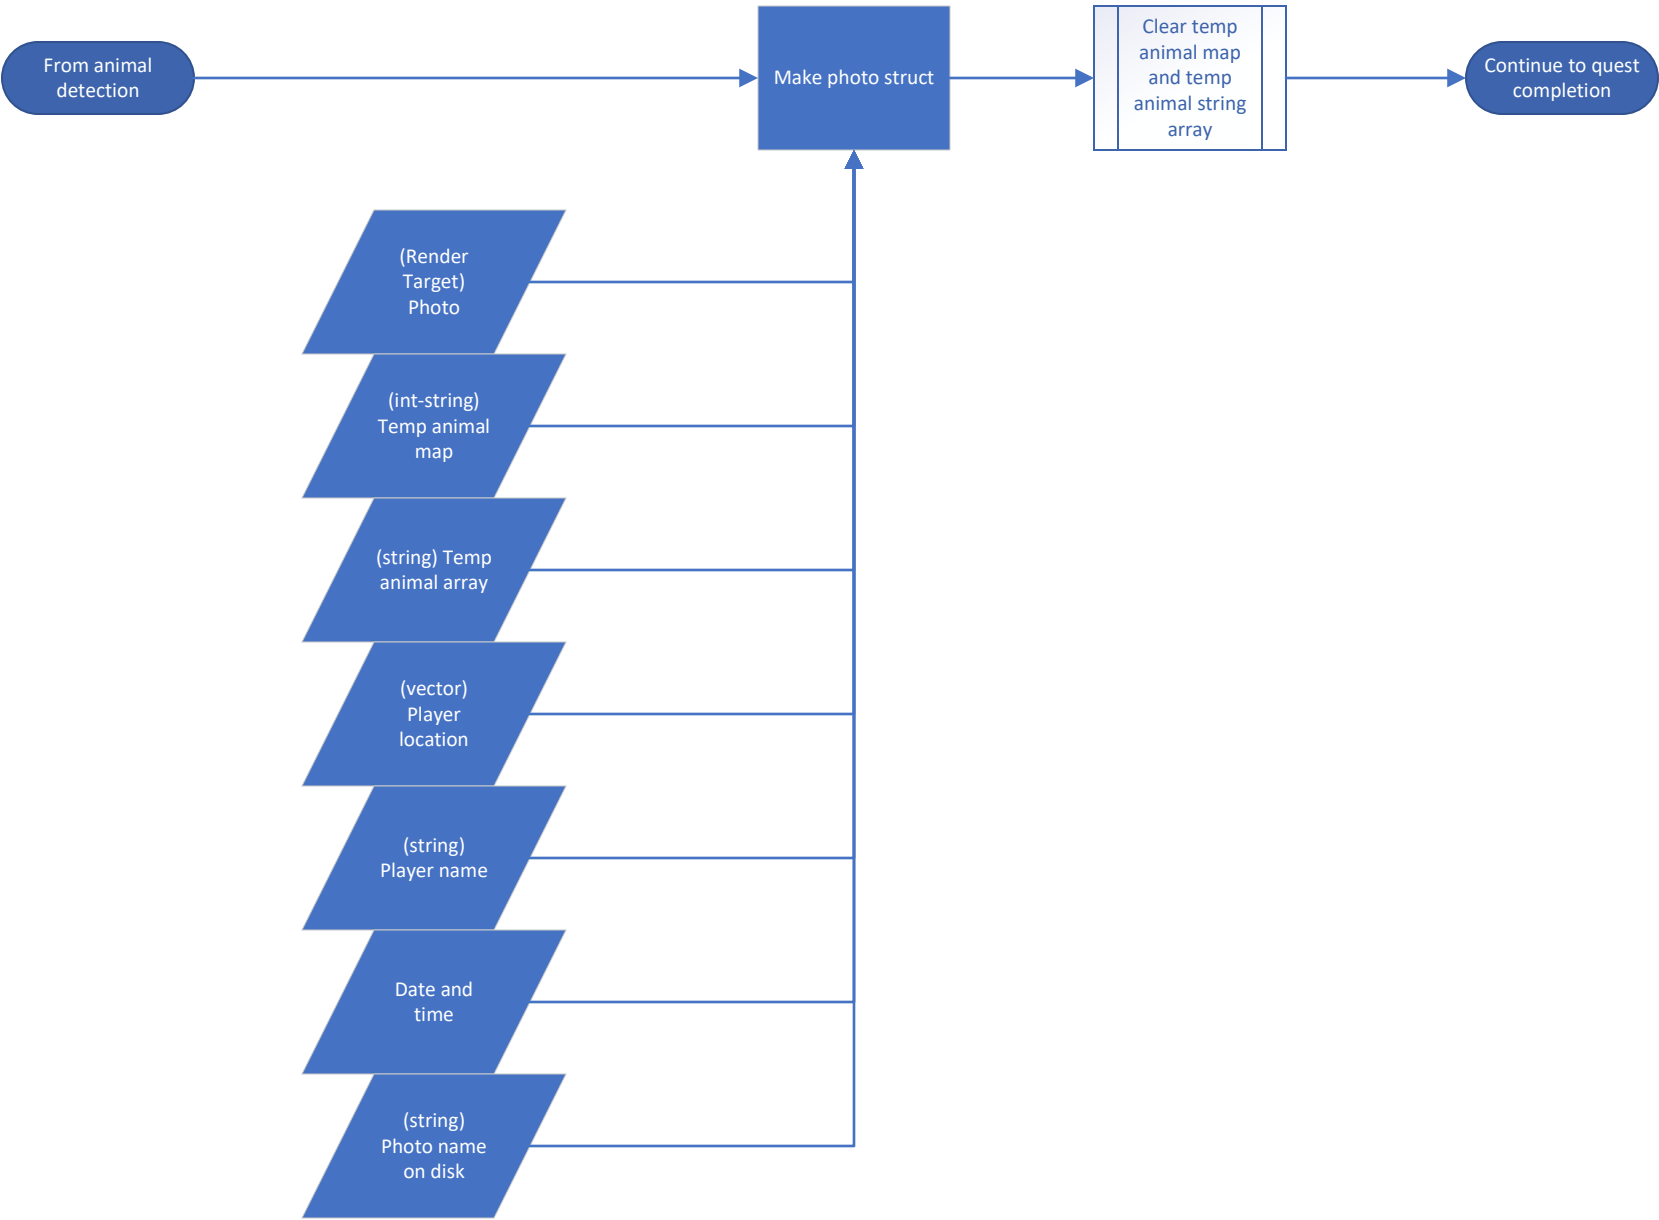 From animal
detection
Make photo struct
Clear temp
animal map
and temp
animal string
array
Continue to quest
completion
(Render
Target)
Photo
(int-string)
Temp animal
map
(string) Temp
animal array
(vector)
Player
location
(string)
Player name
Date and
time
(string)
Photo name
on disk